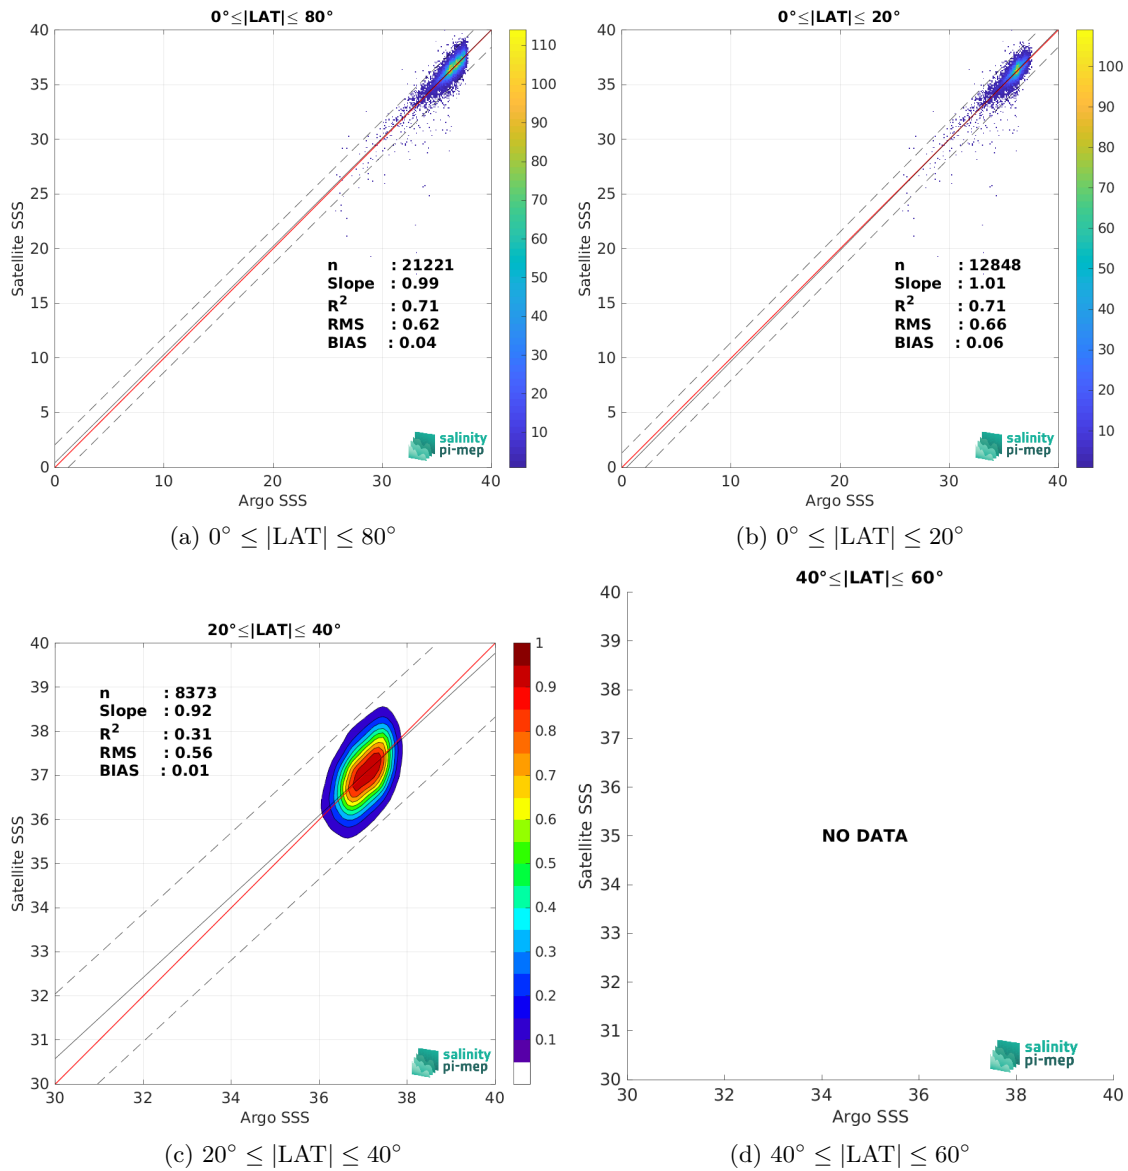 0°≤|LAT|≤ 80°
40
35
30
25
20
15
10
5
0
0
10
20
30
40
Satellite SSS
Argo SSS
n : 21221
Slope : 0.99
R² : 0.71
RMS : 0.62
BIAS : 0.04
salinity
pi-mep
110
100
90
80
70
60
50
40
30
20
10
(a) 0° ≤ |LAT| ≤ 80°
0°≤|LAT|≤ 20°
40
35
30
25
20
15
10
5
0
0
10
20
30
40
Satellite SSS
Argo SSS
n : 12848
Slope : 1.01
R² : 0.71
RMS : 0.66
BIAS : 0.06
salinity
pi-mep
100
90
80
70
60
50
40
30
20
10
(b) 0° ≤ |LAT| ≤ 20°
20°≤|LAT|≤ 40°
40
39
38
37
36
35
34
33
32
31
30
30
32
34
36
38
40
Satellite SSS
Argo SSS
n : 8373
Slope : 0.92
R² : 0.31
RMS : 0.56
BIAS : 0.01
salinity
pi-mep
1
0.9
0.8
0.7
0.6
0.5
0.4
0.3
0.2
0.1
(c) 20° ≤ |LAT| ≤ 40°
40°≤|LAT|≤ 60°
40
39
38
37
36
35
34
33
32
31
30
30
32
34
36
38
40
Satellite SSS
Argo SSS
NO DATA
salinity
pi-mep
(d) 40° ≤ |LAT| ≤ 60°